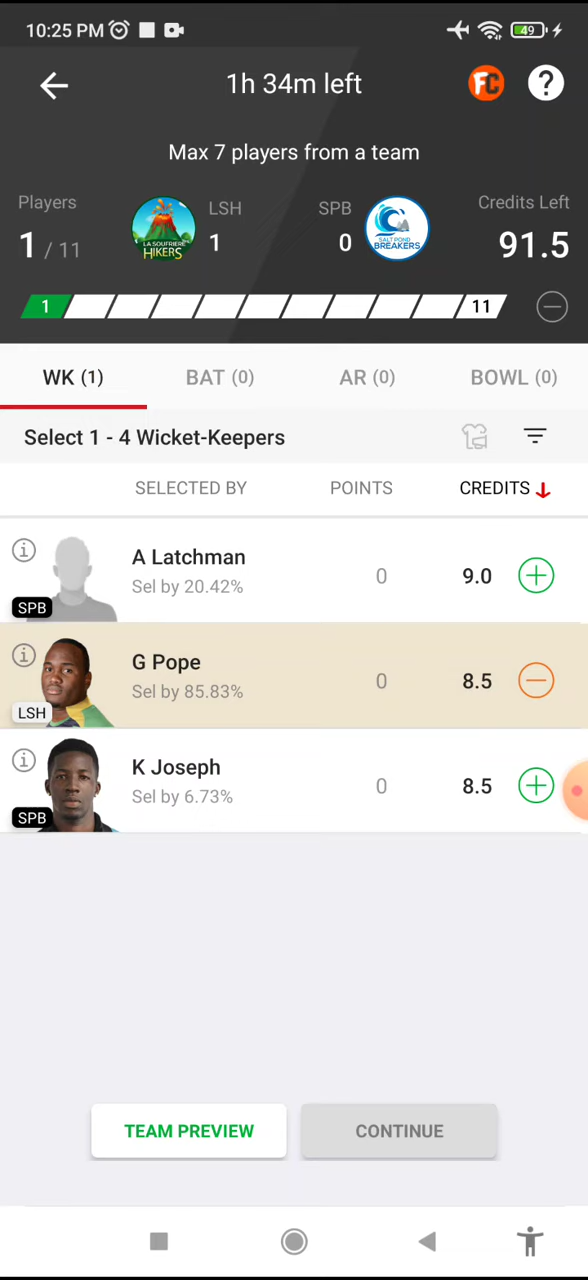 10:25 PM 49
1h 34m left FC ?
Max 7 players from a team
Players LSH SPB Credits Left
1 / 11 1 0 91.5
LA SOUFRIERE
HIKERS
SALT POND
BREAKERS
1 11
WK (1) BAT (0) AR (0) BOWL (0)
Select 1 - 4 Wicket-Keepers
SELECTED BY POINTS CREDITS
A Latchman
Sel by 20.42% 0 9.0
SPB
G Pope
Sel by 85.83% 0 8.5
LSH
K Joseph
Sel by 6.73% 0 8.5
SPB
TEAM PREVIEW CONTINUE